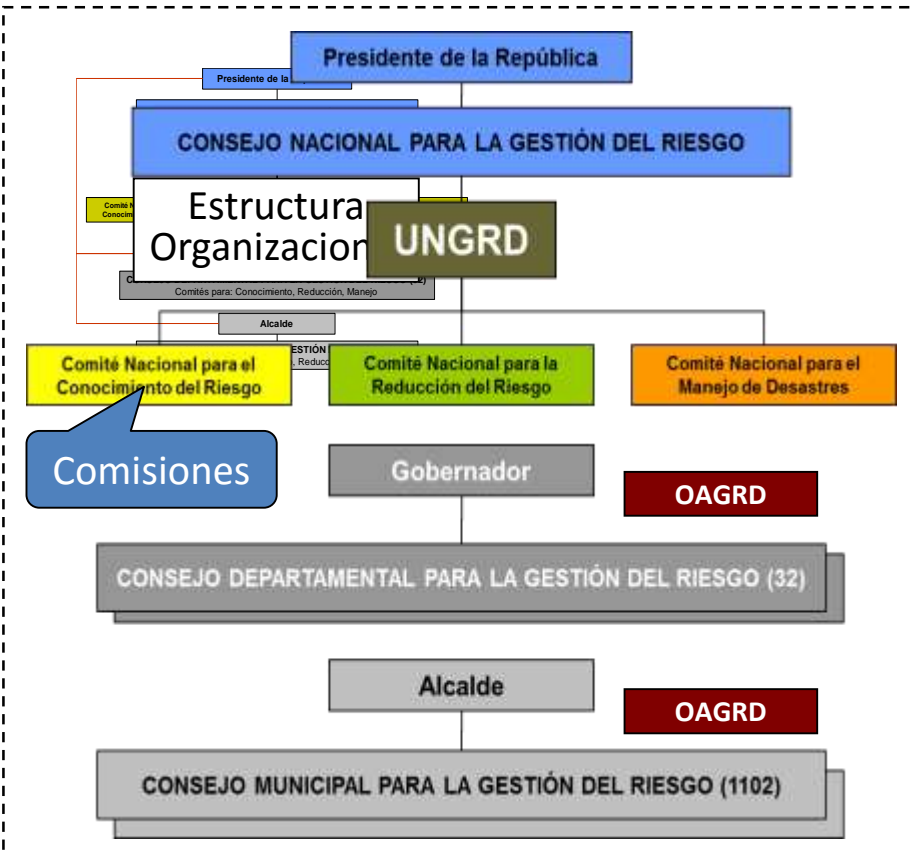 Presidente de la República
Presidente de la
CONSEJO NACIONAL PARA LA GESTIÓN DEL RIESGO
Estructura
Organizacion
UNGRD
Comités para: Conocimiento, Reducción, Manejo
Alcalde
Comité Nacional para el
Conocimiento del Riesgo
ESTIÓN
Comité Nacional para la
Reducción del Riesgo
Comité Nacional para el
Manejo de Desastres
Comisiones
Gobernador
OAGRD
CONSEJO DEPARTAMENTAL PARA LA GESTIÓN DEL RIESGO (32)
Alcalde
OAGRD
CONSEJO MUNICIPAL PARA LA GESTIÓN DEL RIESGO (1102)